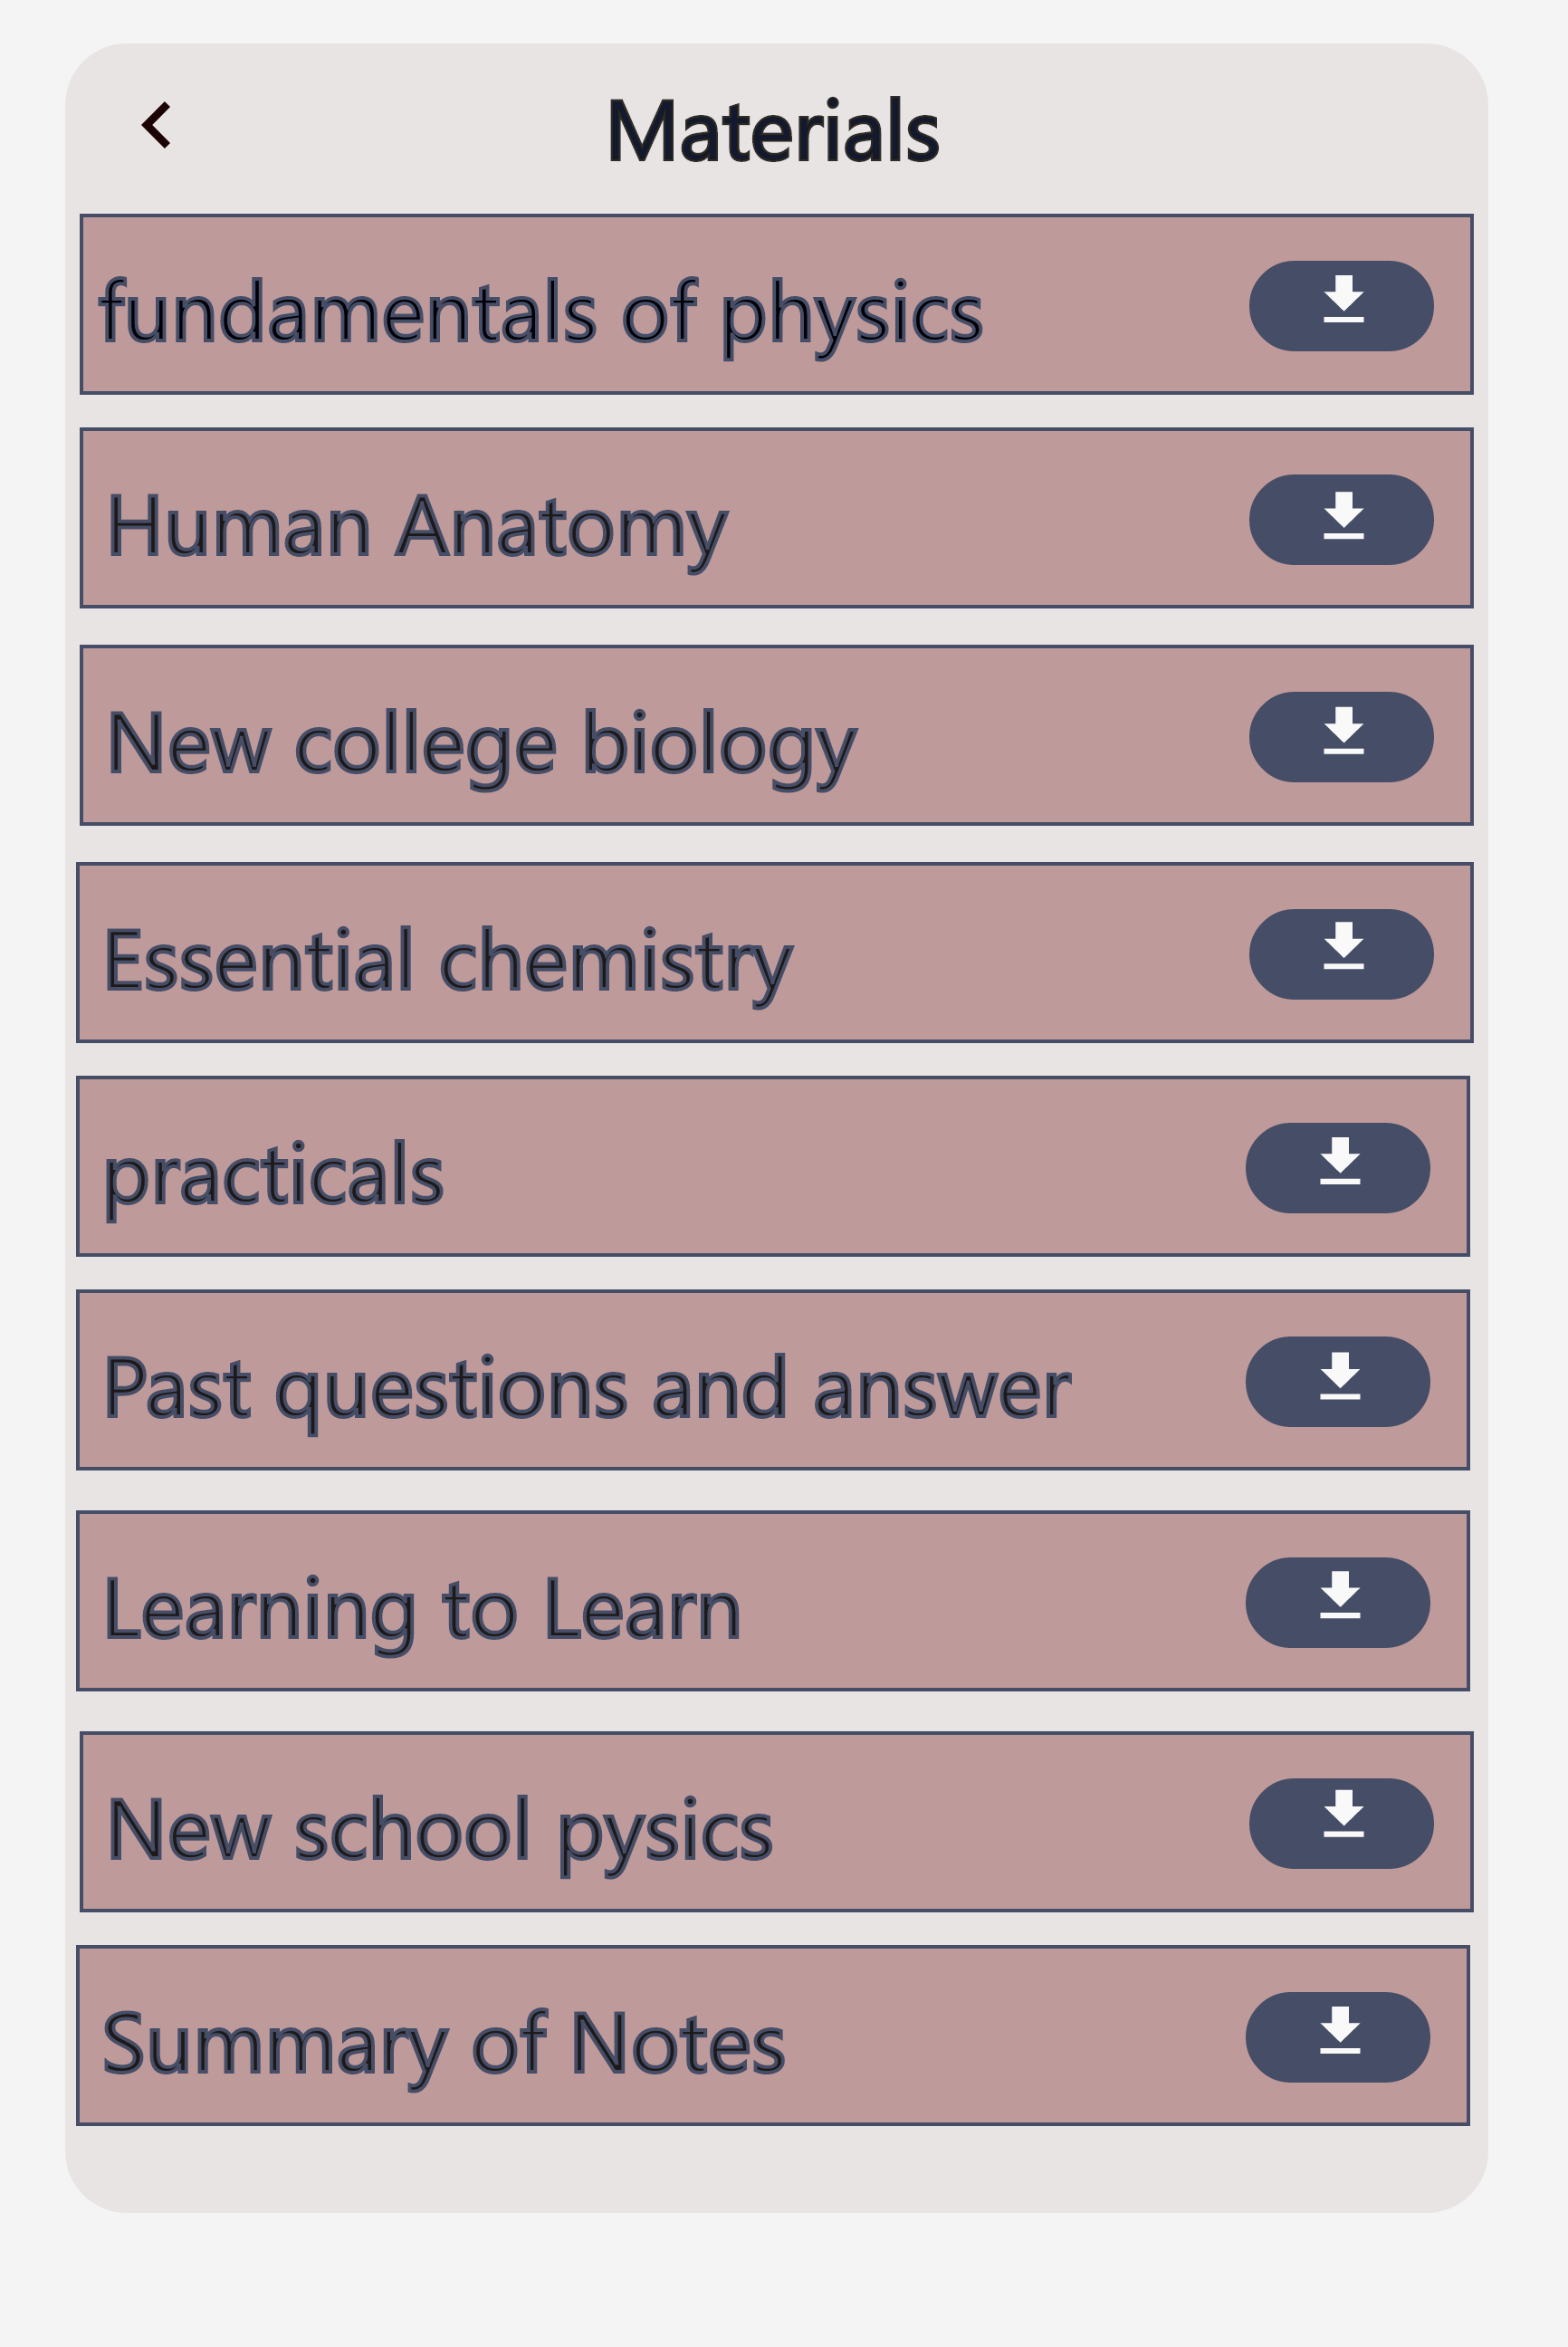 Materials
fundamentals of physics
Human Anatomy
New college biology
Essential chemistry
practicals
Past questions and answer
Learning to Learn
New school pysics
Summary of Notes